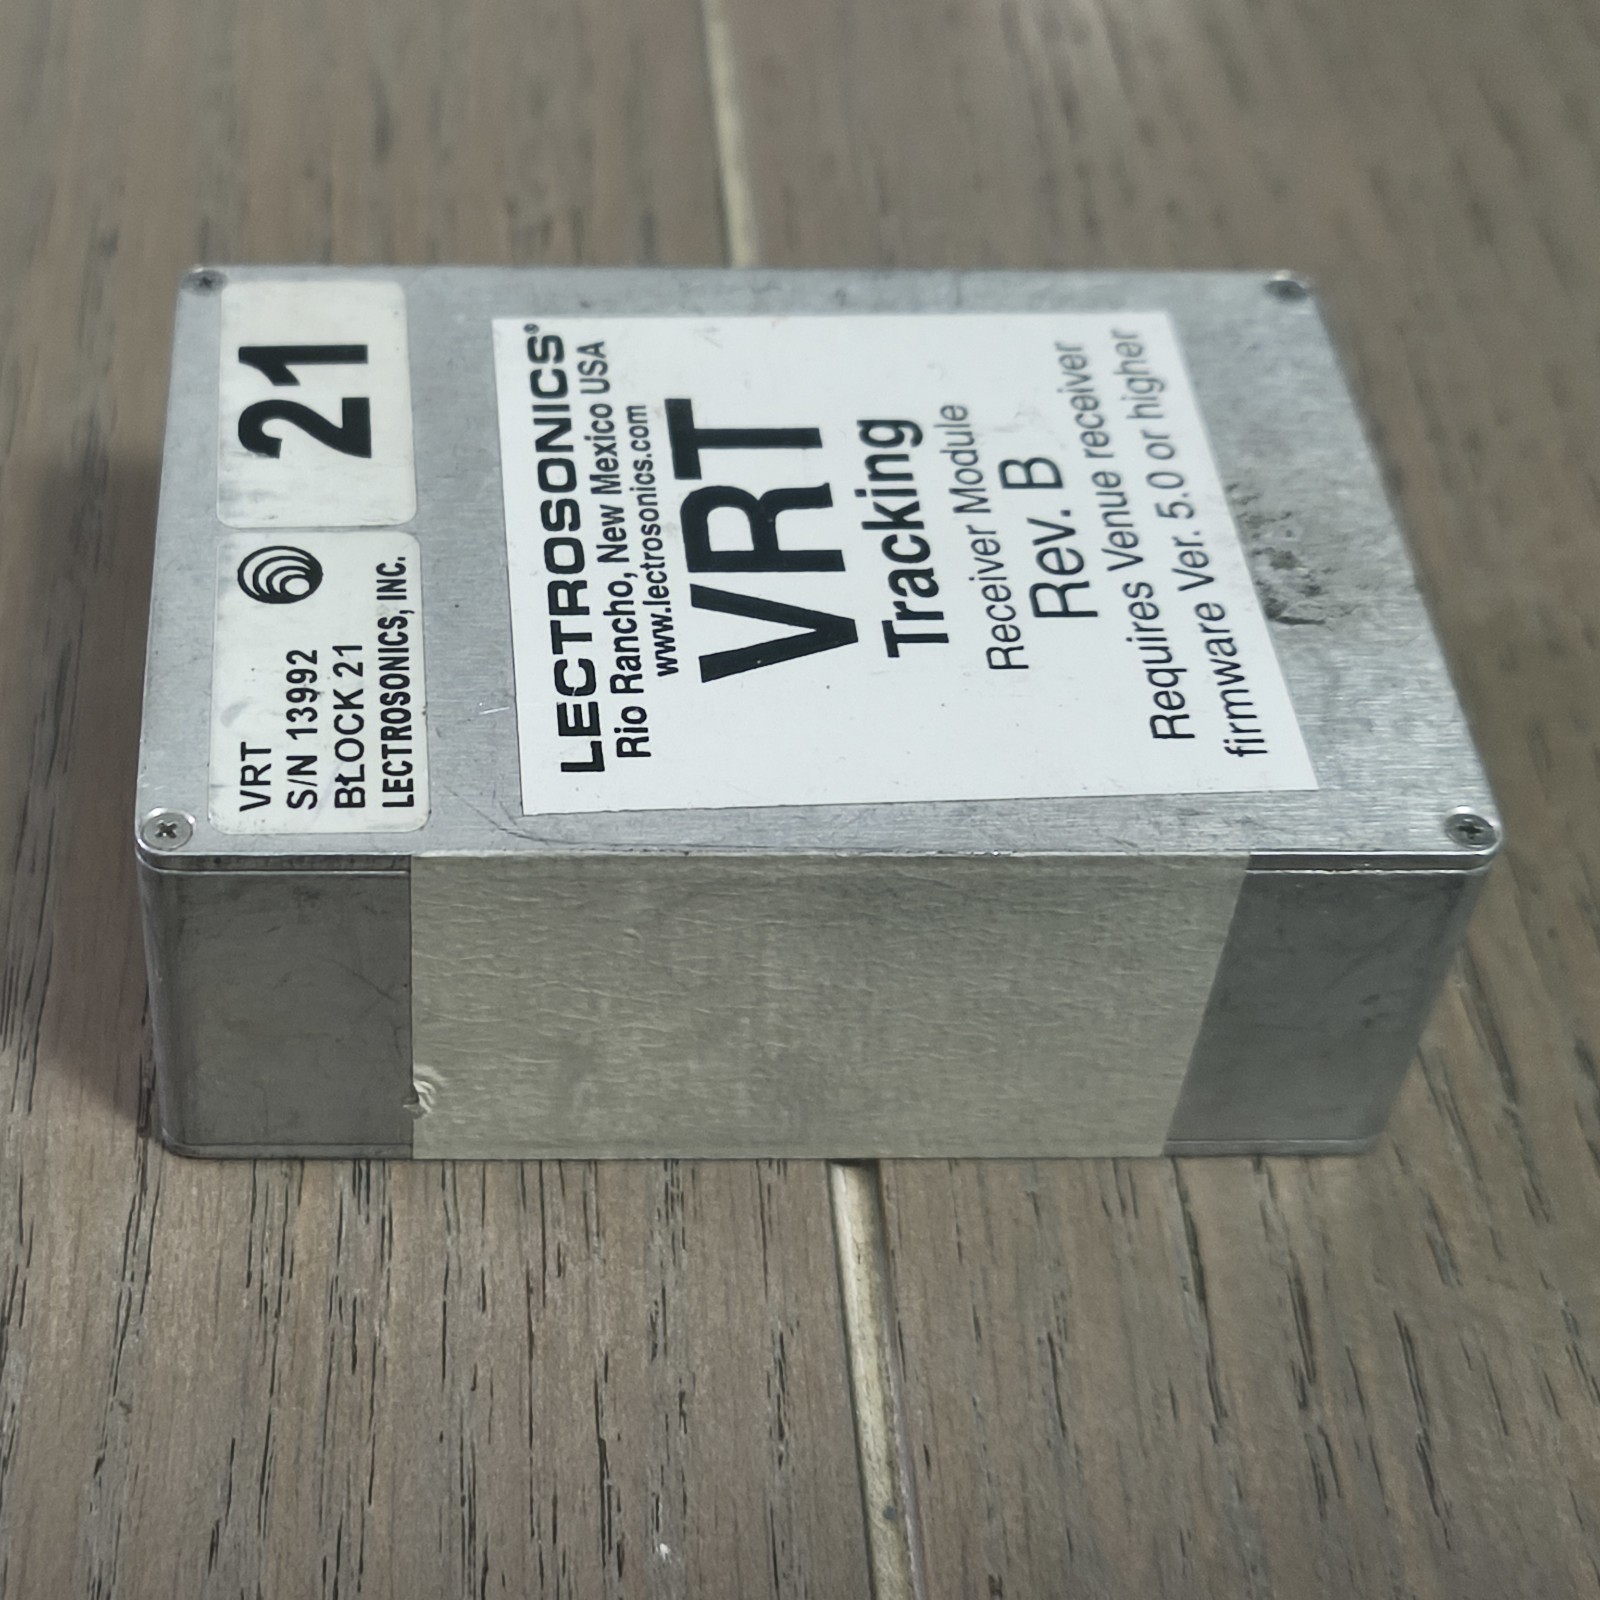 21
VRT
S/N 13992
BLOCK 21
LECTROSONICS, INC.
LECTROSONICS®
Rio Rancho, New Mexico USA
www.lectrosonics.com
VRT
Tracking
Receiver Module
Rev. B
Requires Venue receiver
firmware Ver. 5.0 or higher